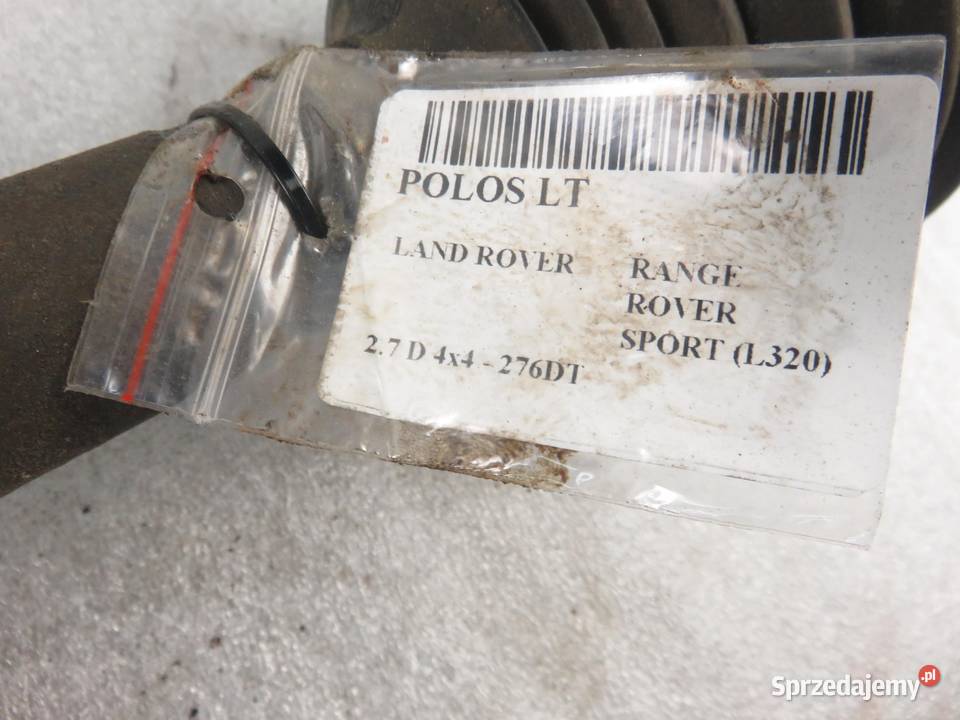 POLOS LT
LAND ROVER
RANGE
ROVER
SPORT (L320)
2.7 D 4x4 - 276DT
Sprzedajemy.pl